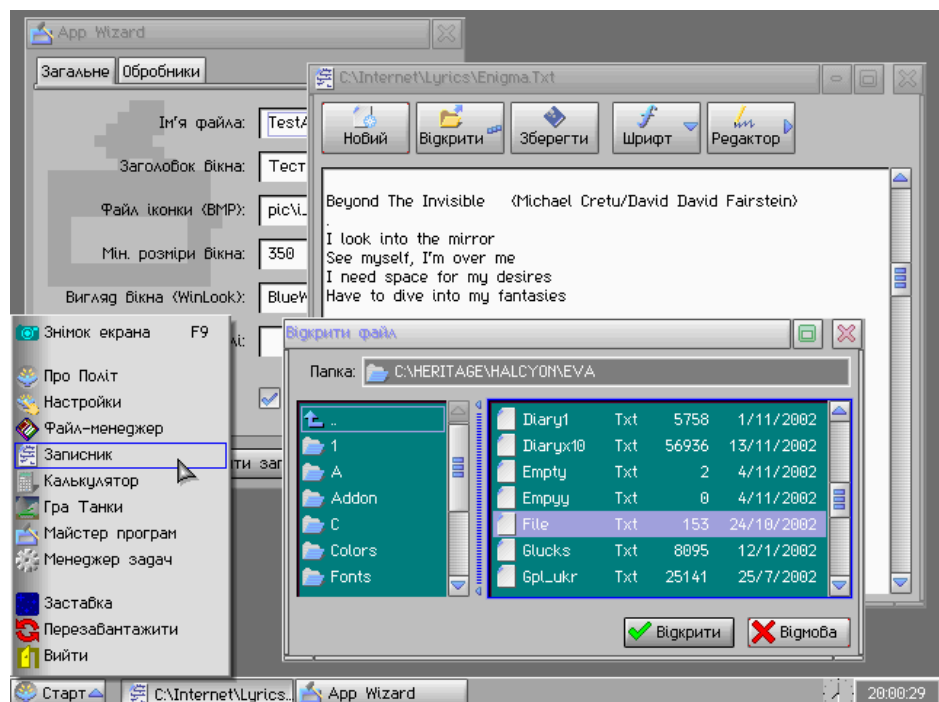 App Wizard
Загальне Обробники
Ім'я файла: TestA
Заголовок вікна: Тест
Файл іконки (BMP): pic\i_
Мін. розміри вікна: 350
Вигляд вікна (WinLook): BlueW
лі:
ти заг
C:\Internet\Lyrics\Enigma.Txt
Новий Відкрити Зберегти Шрифт Редактор
Beyond The Invisible (Michael Cretu/David David Fairstein)
.
I look into the mirror
See myself, I'm over me
I need space for my desires
Have to dive into my fantasies
Відкрити файл
Папка: C:\HERITAGE\HALCYON\EVA
..
1
A
Addon
C
Colors
Fonts
Diary1 Txt 5758 1/11/2002
Diaryx10 Txt 56936 13/11/2002
Empty Txt 2 4/11/2002
Empyy Txt 0 4/11/2002
File Txt 153 24/10/2002
Glucks Txt 8095 12/1/2002
Gpl_ukr Txt 25141 25/7/2002
Відкрити Відмова
Знімок екрана F9
Про Політ
Настройки
Файл-менеджер
Записник
Калькулятор
Гра Танки
Майстер програм
Менеджер задач
Заставка
Перезавантажити
Вийти
Старт C:\Internet\Lyrics.. App Wizard 20:00:29